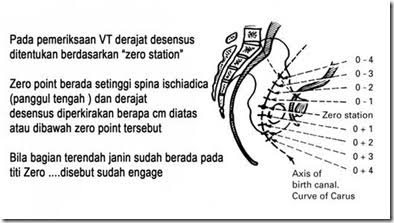 Pada pemeriksaan VT derajat desensus
ditentukan berdasarkan “zero station”
Zero point berada setinggi spina ischiadica
(panggul tengah ) dan derajat
desensus diperkirakan berapa cm diatas
atau dibawah zero point tersebut
Bila bagian terendah janin sudah berada pada
titi Zero ....disebut sudah engage
0 - 4
0 - 3
0 - 2
0 - 1
Zero station
0 + 1
0 + 2
0 + 3
0 + 4
Axis of
birth canal.
Curve of Carus